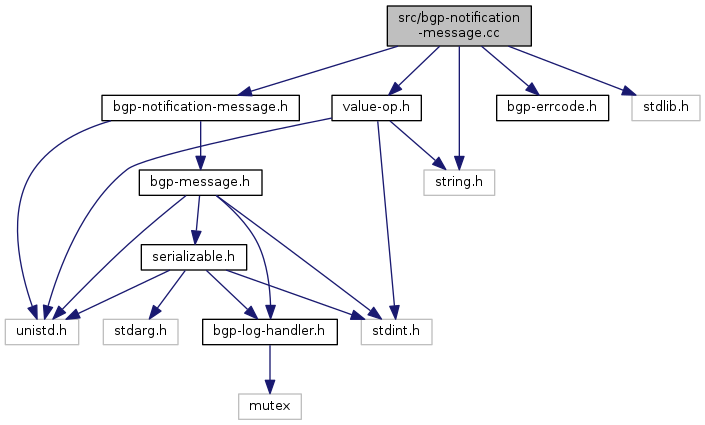 src/bgp-notification
-message.cc
bgp-notification-message.h
value-op.h
bgp-errcode.h
stdlib.h
bgp-message.h
string.h
serializable.h
unistd.h
stdarg.h
bgp-log-handler.h
stdint.h
mutex